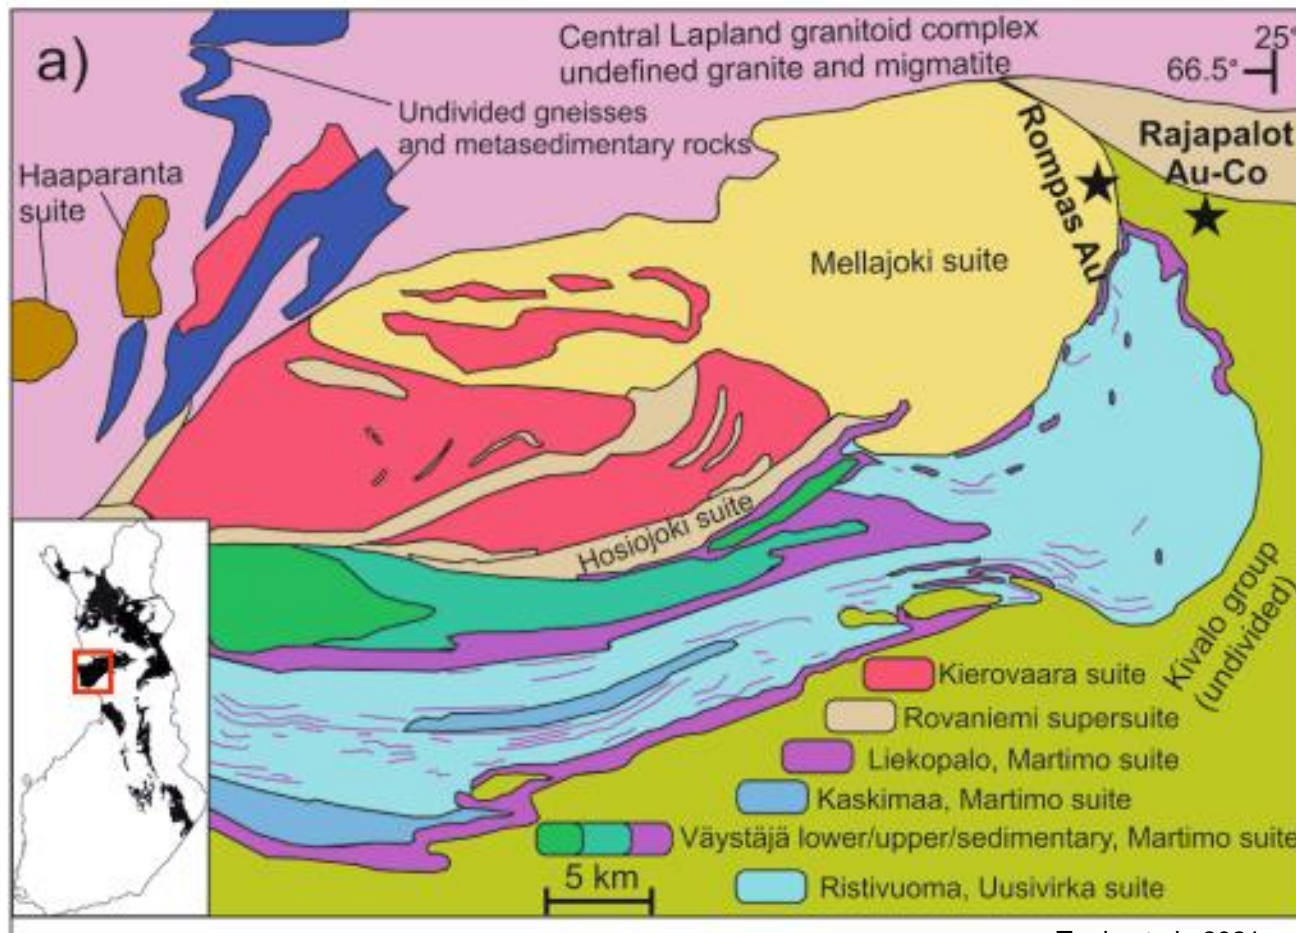 a)
Central Lapland granitoid complex
undefined granite and migmatite
25°
66.5°
Undivided gneisses
and metasedimentary rocks
Haaparanta
suite
Rompas Au
Rajapalot
Au-Co
Mellajoki suite
Hosiojoki suite
Kivalo group
(undivided)
Kierovaara suite
Rovaniemi supersuite
Liekopalo, Martimo suite
Kaskimaa, Martimo suite
Väystäjä lower/upper/sedimentary, Martimo suite
5 km
Ristivuoma, Uusivirka suite